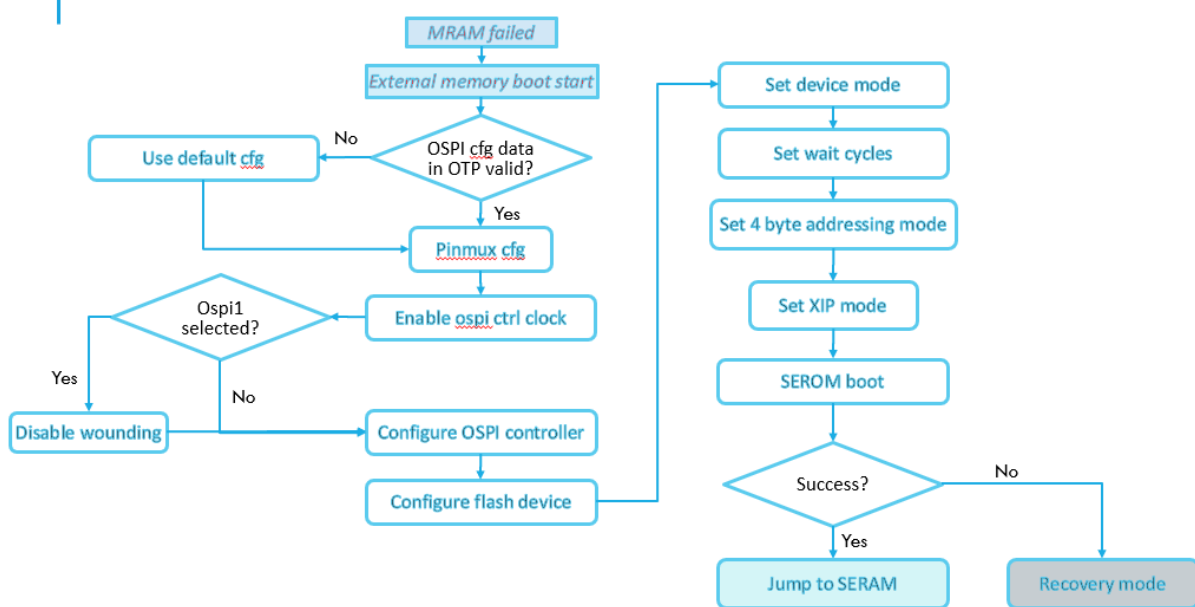 MRAM failed
External memory boot start
OSPI cfg data
in OTP valid?
No
Use default cfg
Yes
Pinmux cfg
Enable ospi ctrl clock
Ospi1
selected?
Yes
No
Disable wounding
Configure OSPI controller
Configure flash device
Set device mode
Set wait cycles
Set 4 byte addressing mode
Set XIP mode
SEROM boot
Success?
No
Yes
Jump to SERAM
Recovery mode